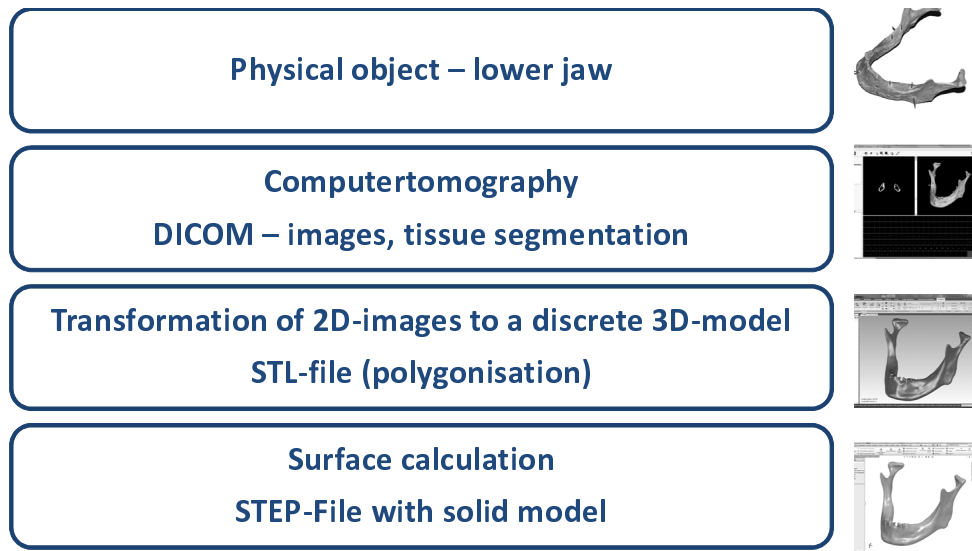 Physical object – lower jaw
Computertomography
DICOM – images, tissue segmentation
Transformation of 2D-images to a discrete 3D-model
STL-file (polygonisation)
Surface calculation
STEP-File with solid model